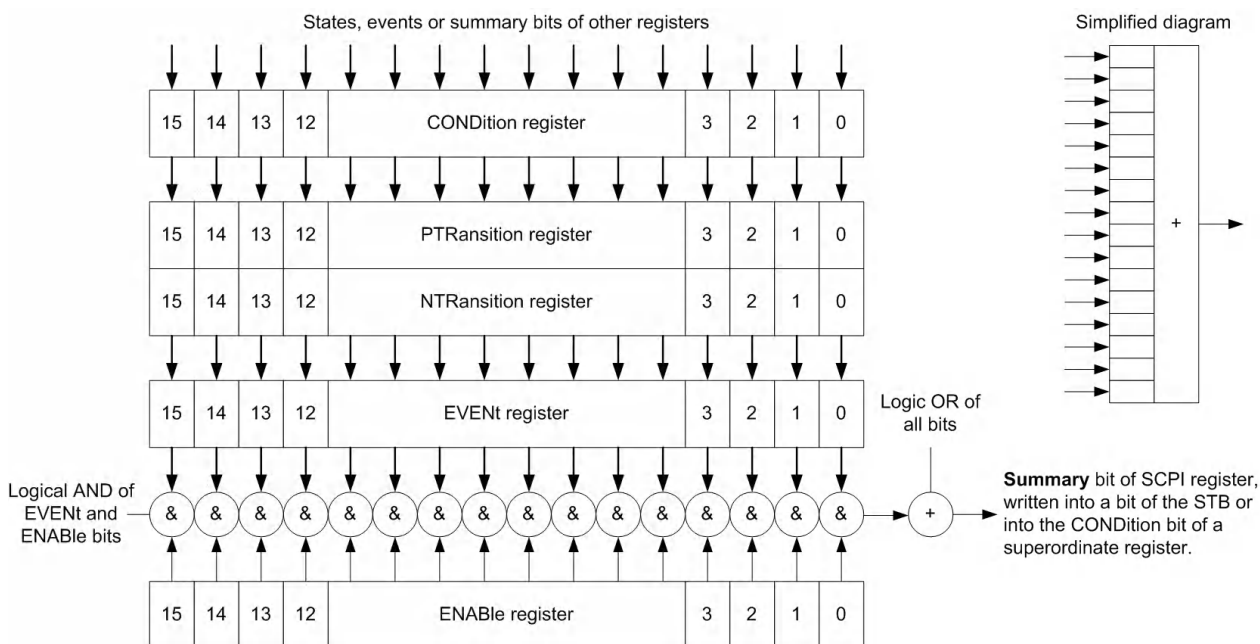 States, events or summary bits of other registers
Simplified diagram
15 14 13 12 CONDition register 3 2 1 0
15 14 13 12 PTRansition register 3 2 1 0
+
15 14 13 12 NTRansition register 3 2 1 0
15 14 13 12 EVENt register 3 2 1 0
Logic OR of
all bits
Logical AND of
EVENt and
ENABle bits
& & & & & & & & & & & & & & & &
+
Summary bit of SCPI register,
written into a bit of the STB or
into the CONDition bit of a
superordinate register.
15 14 13 12 ENABle register 3 2 1 0